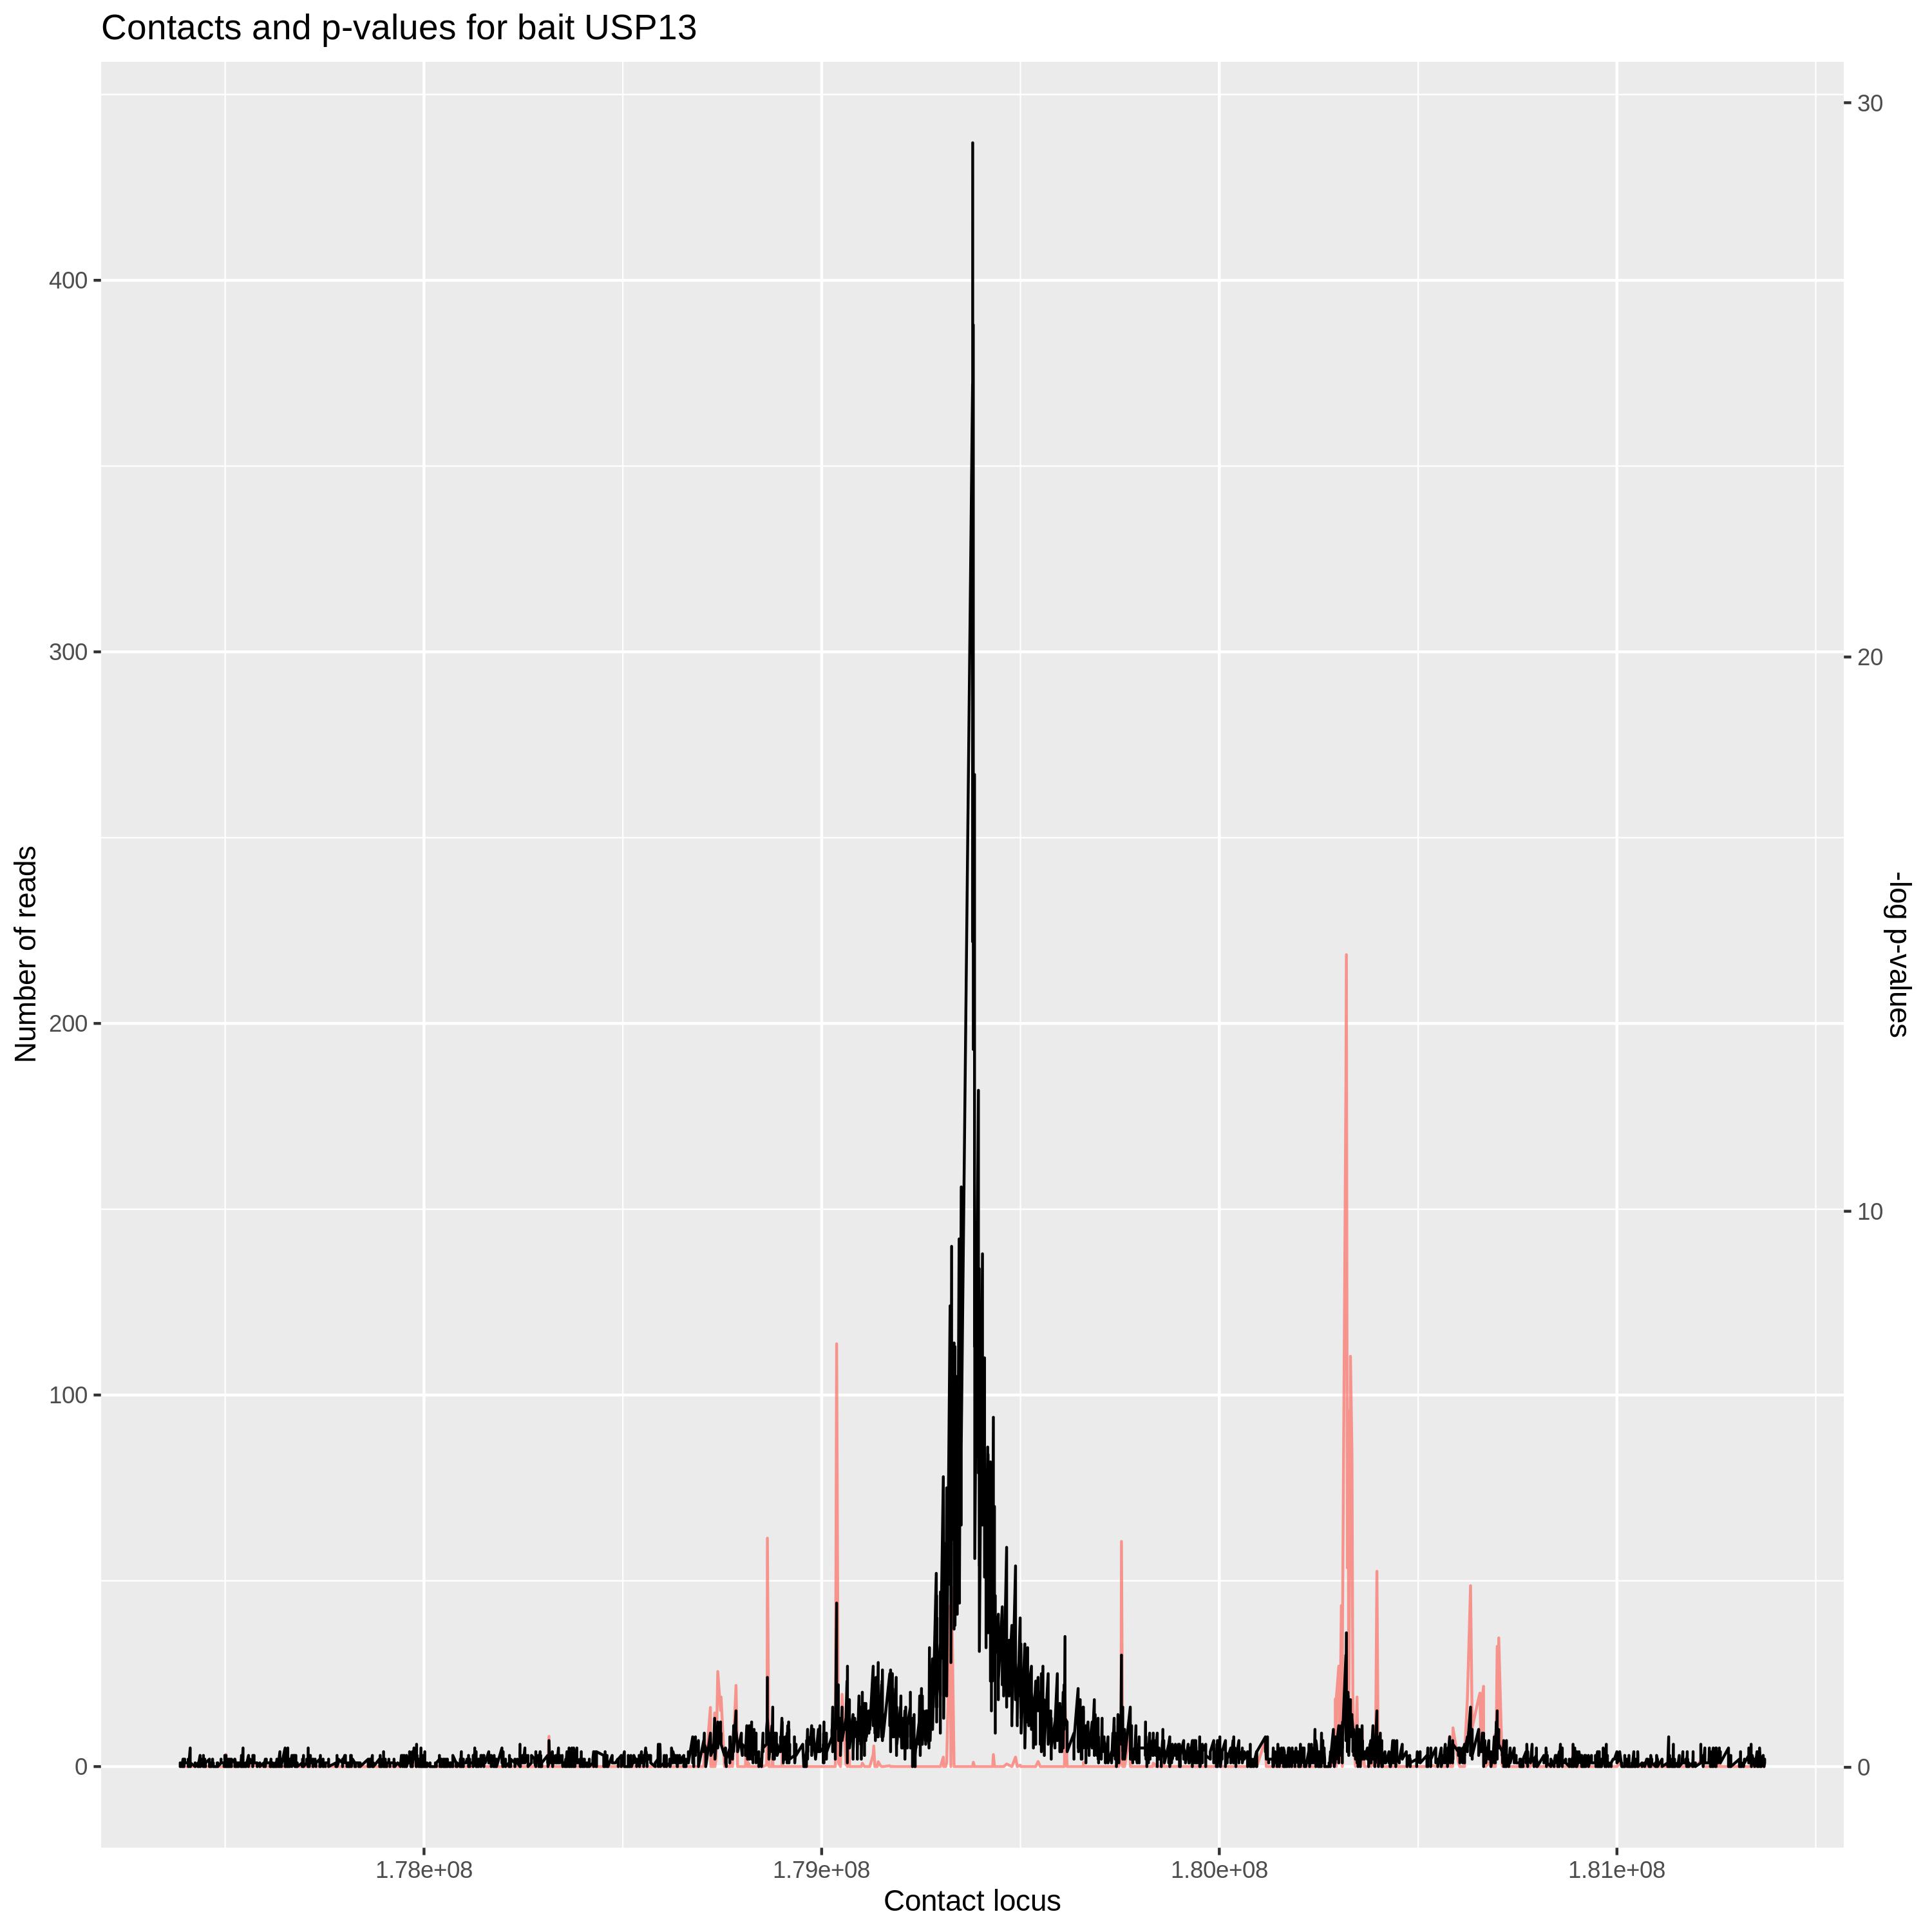 Contacts and p-values for bait USP13
30
400
300
20
Number of reads
-log p-values
200
10
100
0
0
1.78e+08
1.79e+08
1.80e+08
1.81e+08
Contact locus